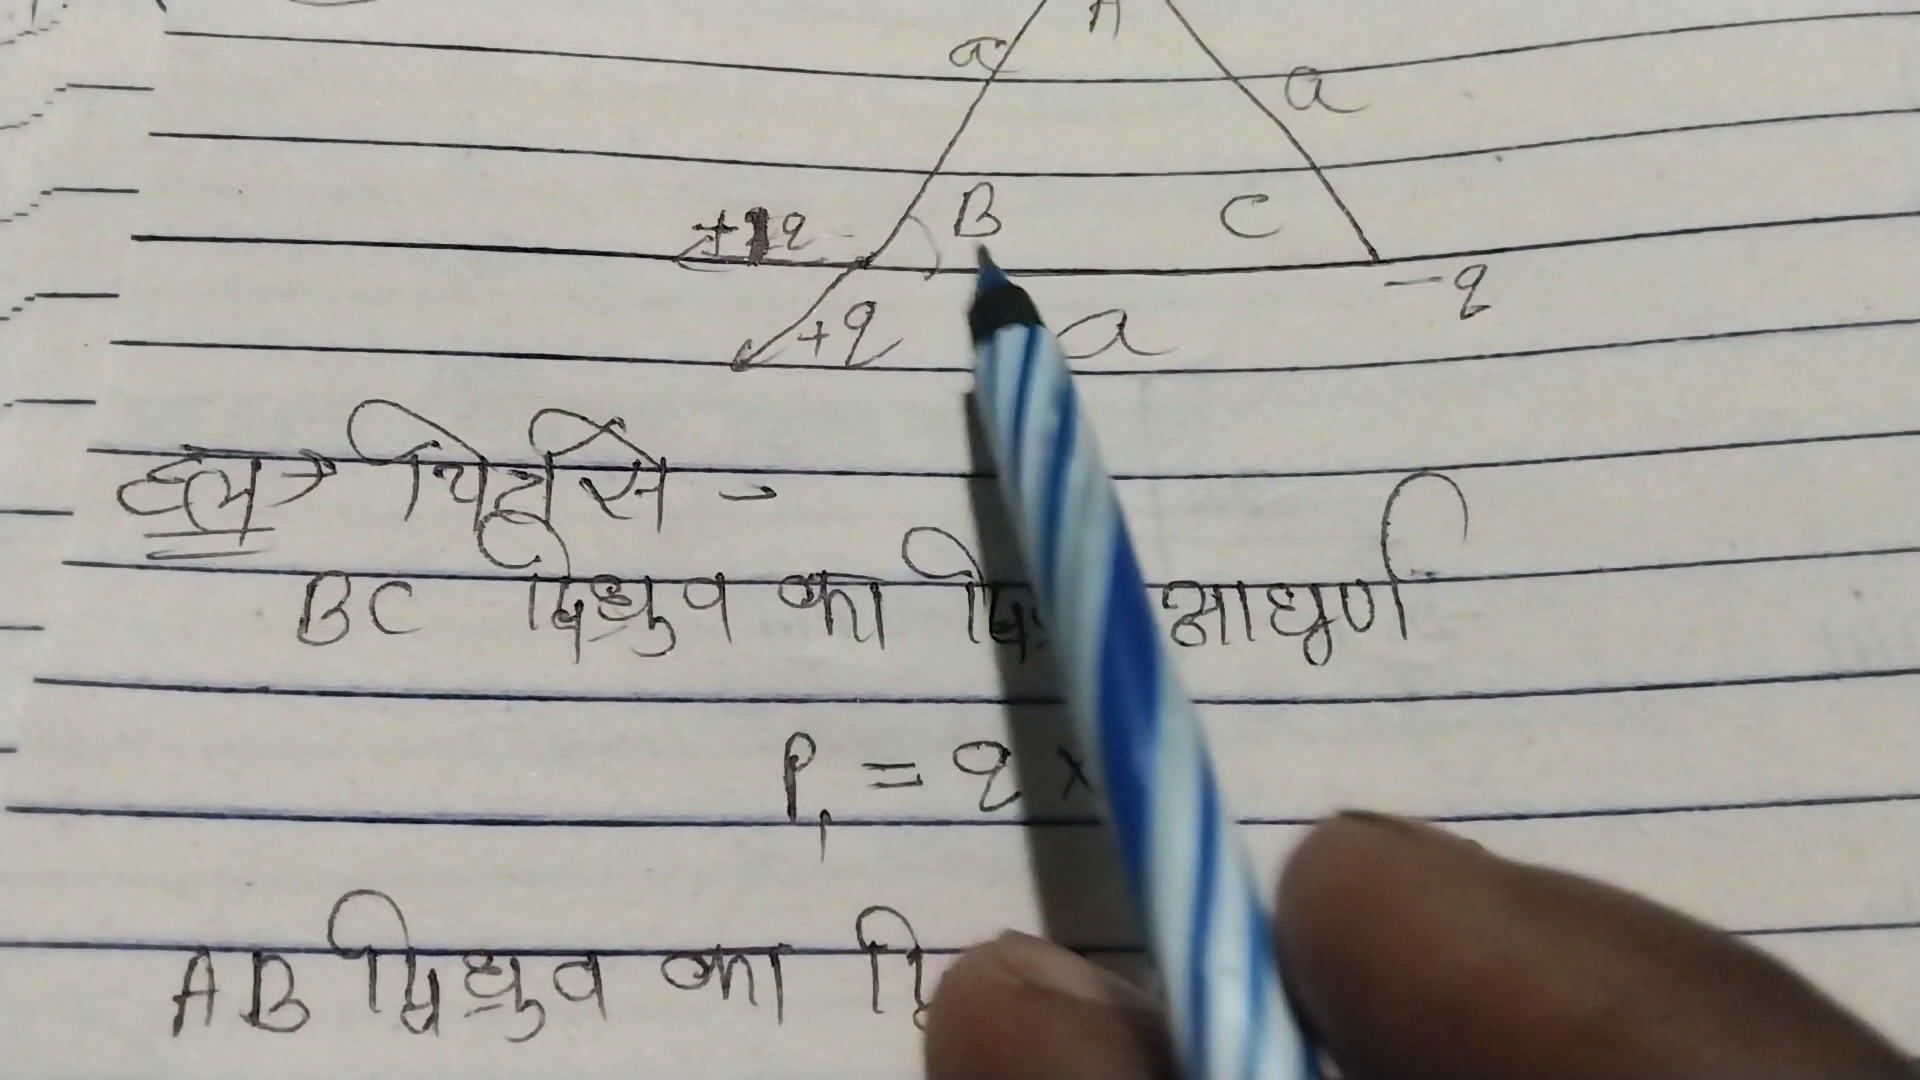 A
a a
B C
+q -q
+q a
हल→ चित्र से -
BC द्विध्रुव का आघूर्ण
P₁ = q ×
AB द्विध्रुव का